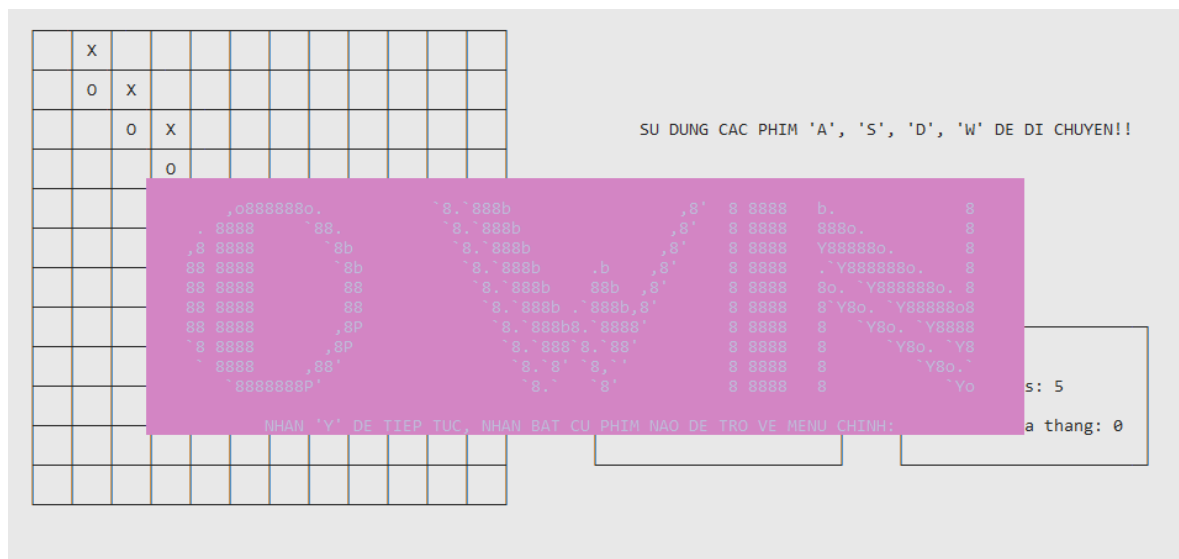 X
O X
O X
SU DUNG CAC PHIM 'A', 'S', 'D', 'W' DE DI CHUYEN!!
O
O WIN
s: 5
NHAN 'Y' DE TIEP TUC, NHAN BAT CU PHIM NAO DE TRO VE MENU CHINH:
a thang: 0